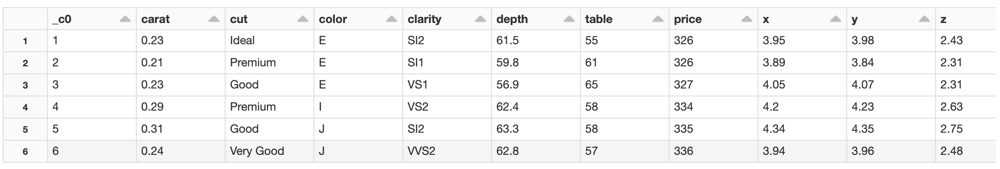 _c0 carat cut color clarity depth table price x y z
1 1 0.23 Ideal E SI2 61.5 55 326 3.95 3.98 2.43
2 2 0.21 Premium E SI1 59.8 61 326 3.89 3.84 2.31
3 3 0.23 Good E VS1 56.9 65 327 4.05 4.07 2.31
4 4 0.29 Premium I VS2 62.4 58 334 4.2 4.23 2.63
5 5 0.31 Good J SI2 63.3 58 335 4.34 4.35 2.75
6 6 0.24 Very Good J VVS2 62.8 57 336 3.94 3.96 2.48